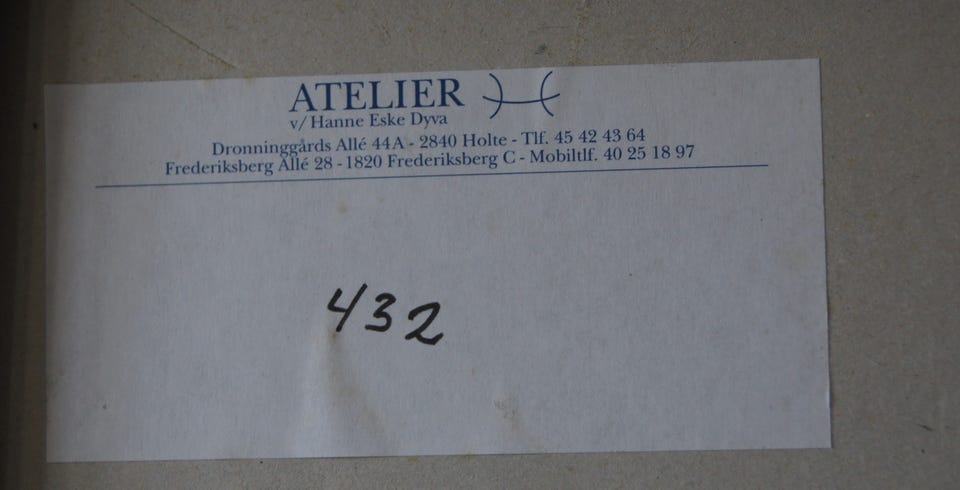 ATELIER
v/ Hanne Eske Dyva
Dronninggårds Allé 44A - 2840 Holte - Tlf. 45 42 43 64
Frederiksberg Allé 28 - 1820 Frederiksberg C - Mobiltlf. 40 25 18 97
432